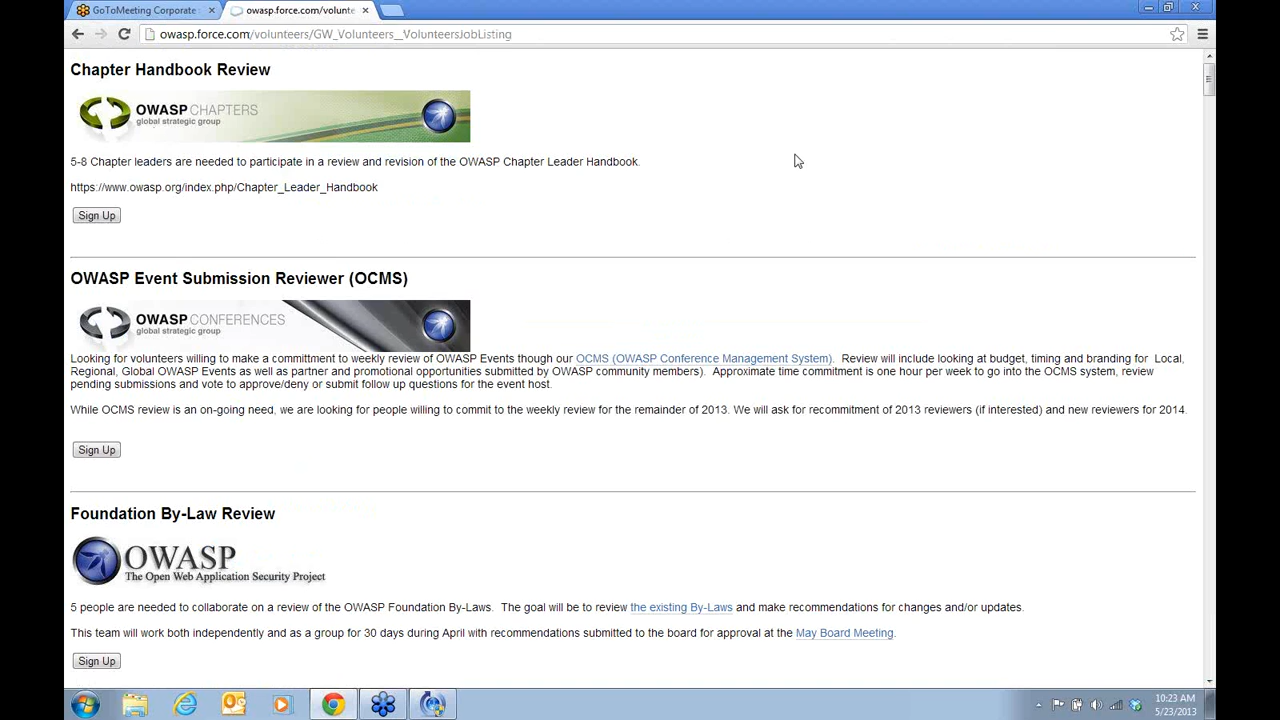 GoToMeeting Corporate
owasp.force.com/volunte
owasp.force.com/volunteers/GW_Volunteers__VolunteersJobListing
Chapter Handbook Review
OWASP CHAPTERS
global strategic group
5-8 Chapter leaders are needed to participate in a review and revision of the OWASP Chapter Leader Handbook.
https://www.owasp.org/index.php/Chapter_Leader_Handbook
Sign Up
OWASP Event Submission Reviewer (OCMS)
OWASP CONFERENCES
global strategic group
Looking for volunteers willing to make a commitment to weekly review of OWASP Events though our OCMS (OWASP Conference Management System). Review will include looking at budget, timing and branding for Local,
Regional, Global OWASP Events as well as partner and promotional opportunities submitted by OWASP community members). Approximate time commitment is one hour per week to go into the OCMS system, review
pending submissions and vote to approve/deny or submit follow up questions for the event host.
While OCMS review is an on-going need, we are looking for people willing to commit to the weekly review for the remainder of 2013. We will ask for recommitment of 2013 reviewers (if interested) and new reviewers for 2014.
Sign Up
Foundation By-Law Review
OWASP
The Open Web Application Security Project
5 people are needed to collaborate on a review of the OWASP Foundation By-Laws. The goal will be to review the existing By-Laws and make recommendations for changes and/or updates.
This team will work both independently and as a group for 30 days during April with recommendations submitted to the board for approval at the May Board Meeting.
Sign Up
10:23 AM
5/23/2013